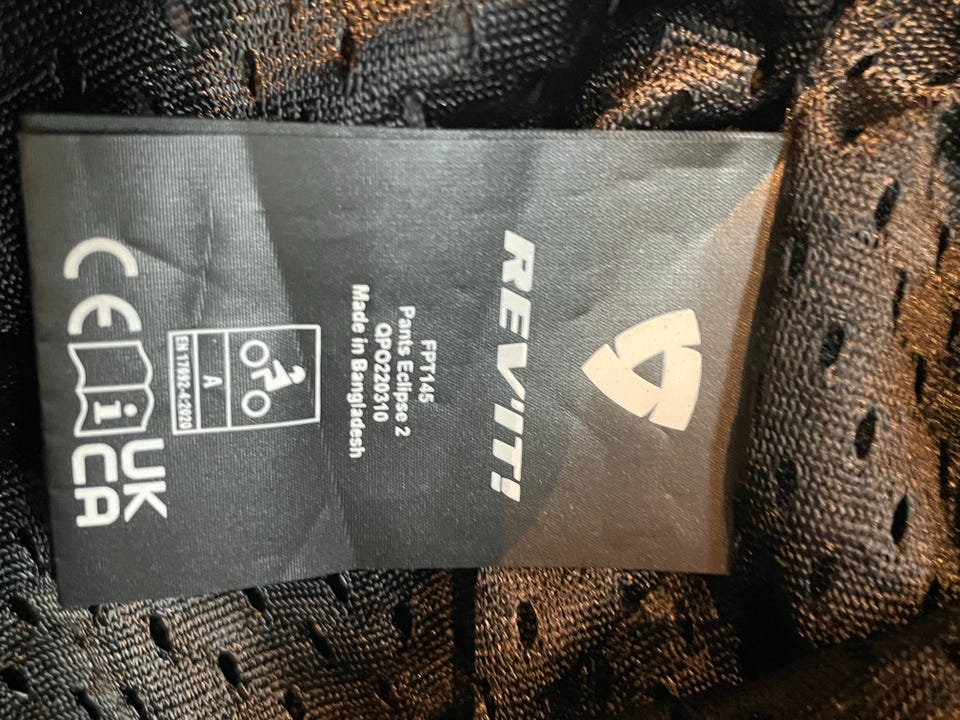 REV'IT!
FPT145
Pants Eclipse 2
QPO220310
Made in Bangladesh
A
EN 17092-4:2020
CE
i
UK
CA